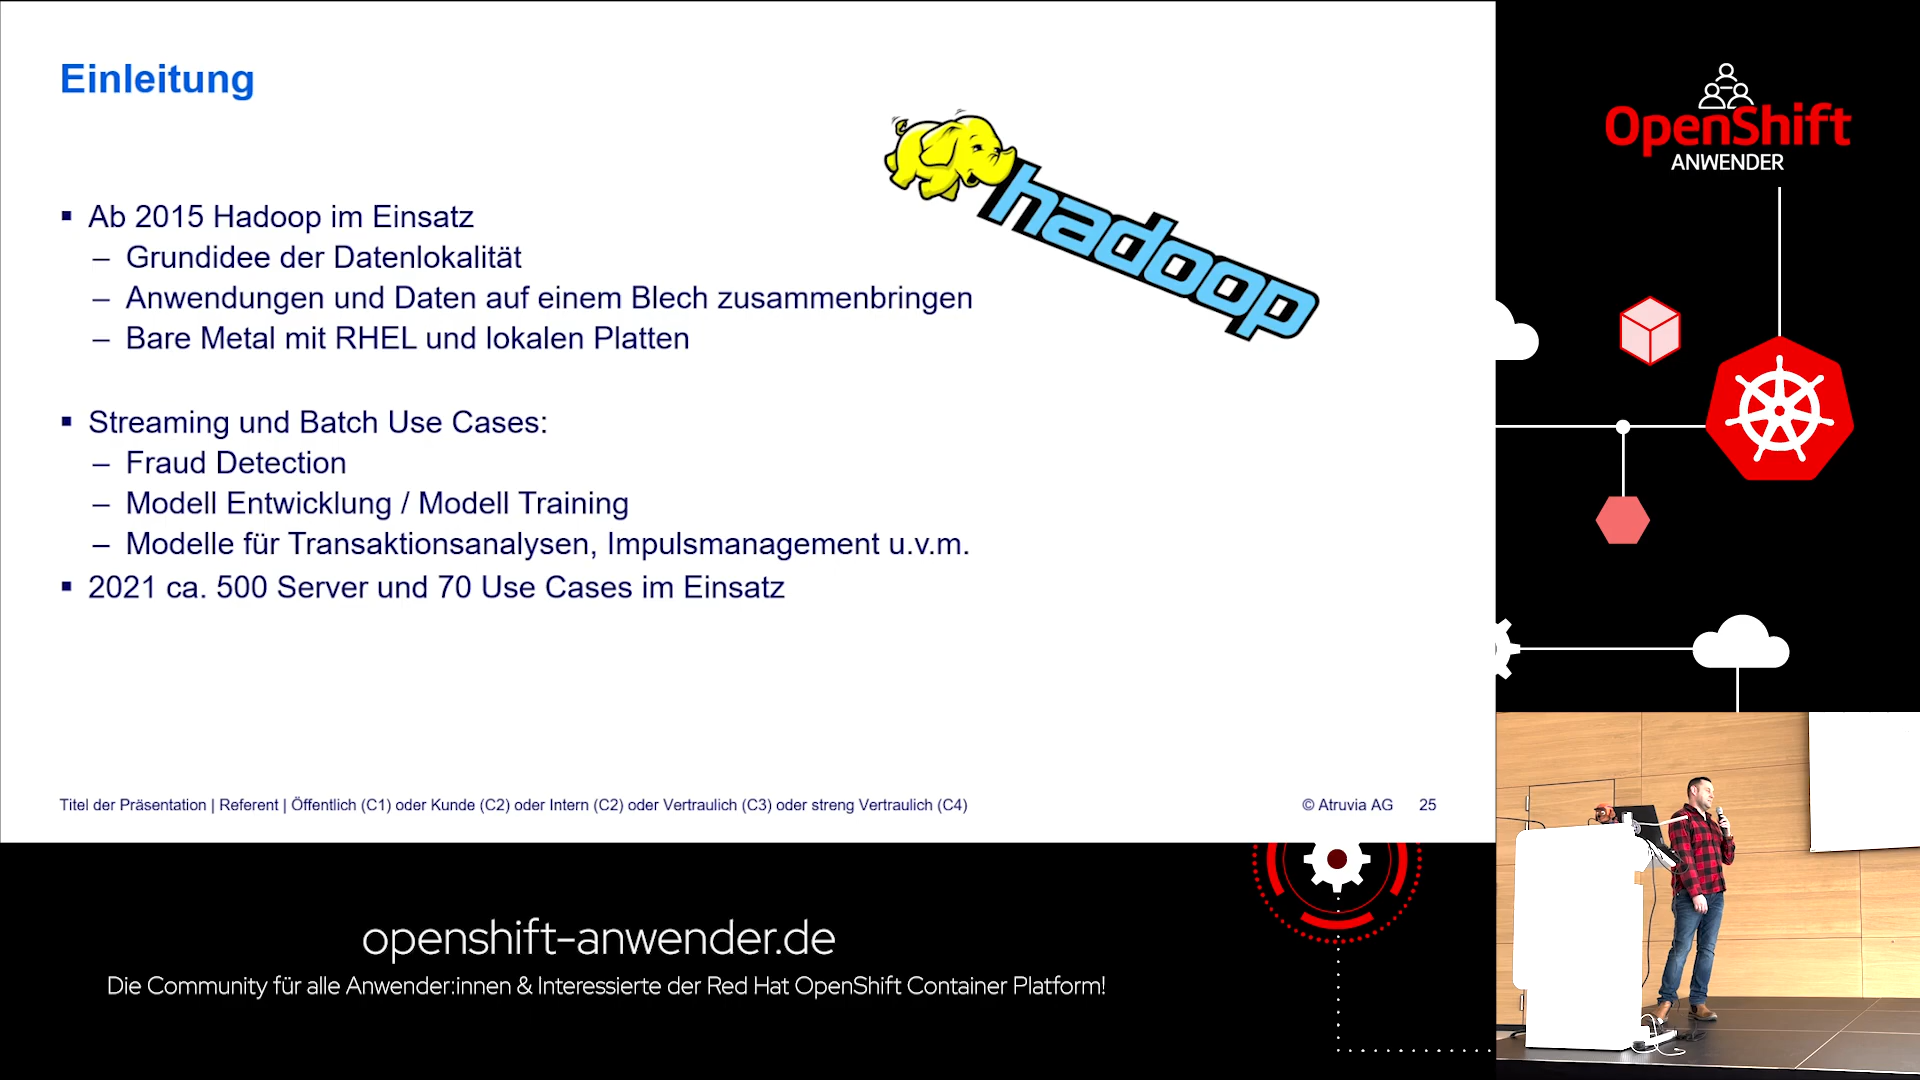 Einleitung
hadoop
▪ Ab 2015 Hadoop im Einsatz
– Grundidee der Datenlokalität
– Anwendungen und Daten auf einem Blech zusammenbringen
– Bare Metal mit RHEL und lokalen Platten
▪ Streaming und Batch Use Cases:
– Fraud Detection
– Modell Entwicklung / Modell Training
– Modelle für Transaktionsanalysen, Impulsmanagement u.v.m.
▪ 2021 ca. 500 Server und 70 Use Cases im Einsatz
Titel der Präsentation | Referent | Öffentlich (C1) oder Kunde (C2) oder Intern (C2) oder Vertraulich (C3) oder streng Vertraulich (C4)
© Atruvia AG 25
OpenShift
ANWENDER
openshift-anwender.de
Die Community für alle Anwender:innen & Interessierte der Red Hat OpenShift Container Platform!